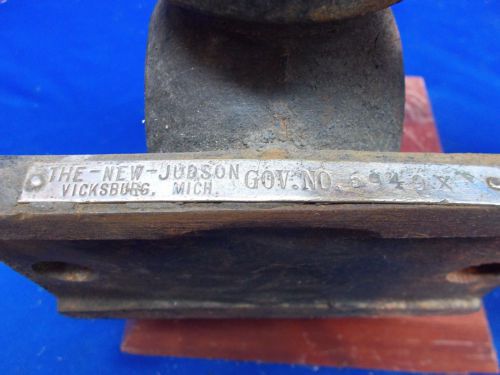 THE-NEW-JUDSON
VICKSBURG, MICH. GOV. NO.